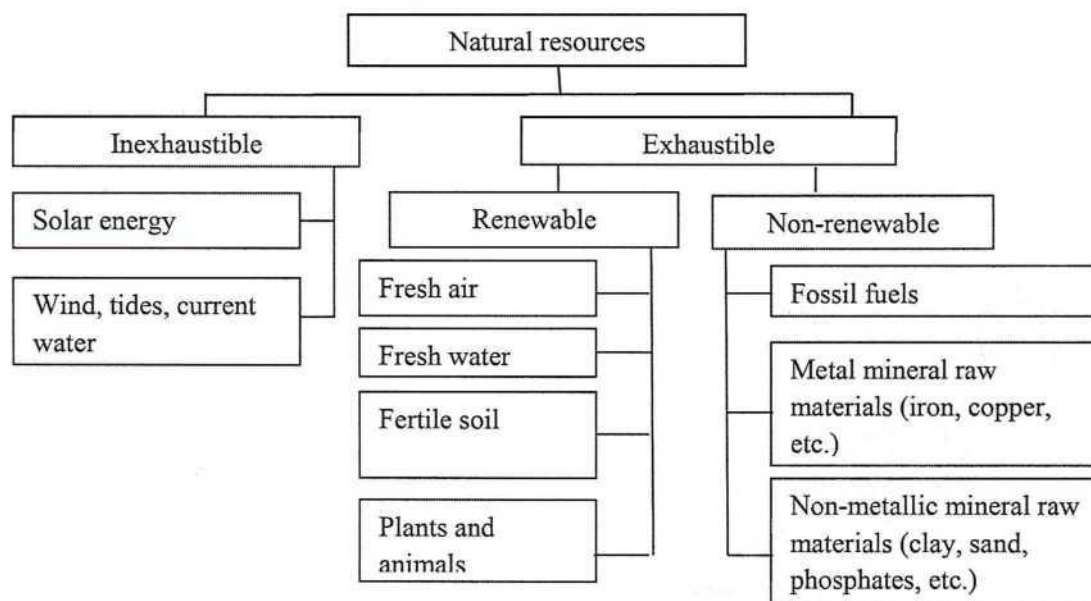 Natural resources
Inexhaustible
Exhaustible
Solar energy
Renewable
Non-renewable
Wind, tides, current
water
Fresh air
Fossil fuels
Fresh water
Metal mineral raw
materials (iron, copper,
etc.)
Fertile soil
Plants and
animals
Non-metallic mineral raw
materials (clay, sand,
phosphates, etc.)